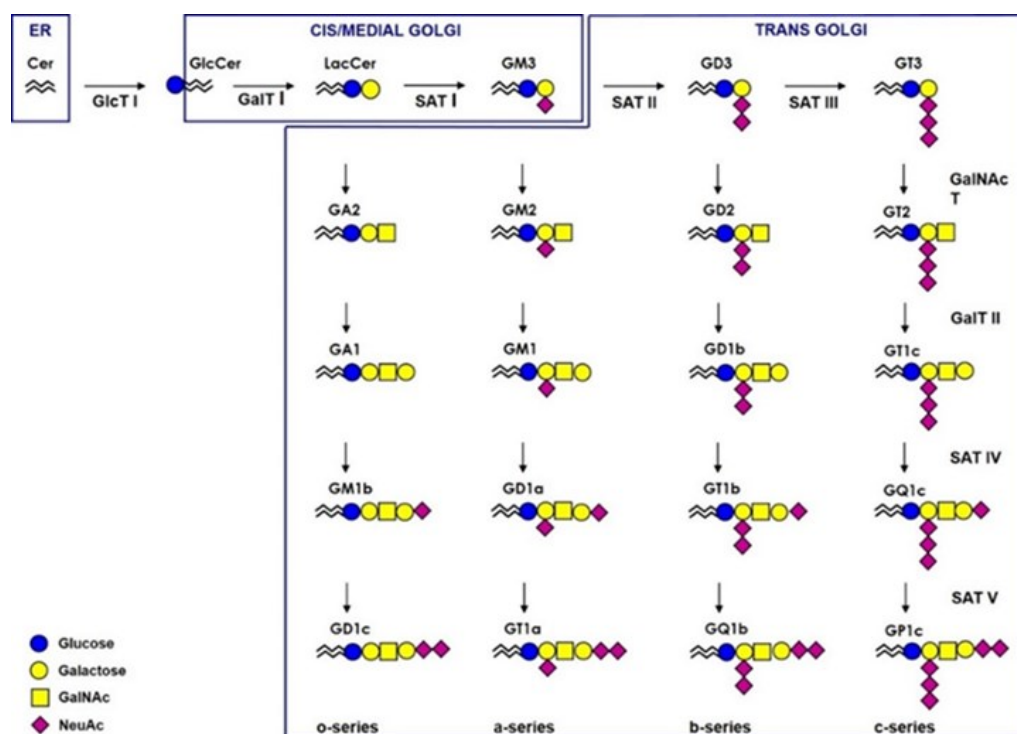 ER
CIS/MEDIAL GOLGI
TRANS GOLGI
Cer
GlcCer
LacCer
GM3
GD3
GT3
GlcT I
GalT I
SAT I
SAT II
SAT III
GalNAc
T
GA2
GM2
GD2
GT2
GalT II
GA1
GM1
GD1b
GT1c
SAT IV
GM1b
GD1a
GT1b
GQ1c
SAT V
GD1c
GT1a
GQ1b
GP1c
Glucose
Galactose
GalNAc
NeuAc
o-series
a-series
b-series
c-series